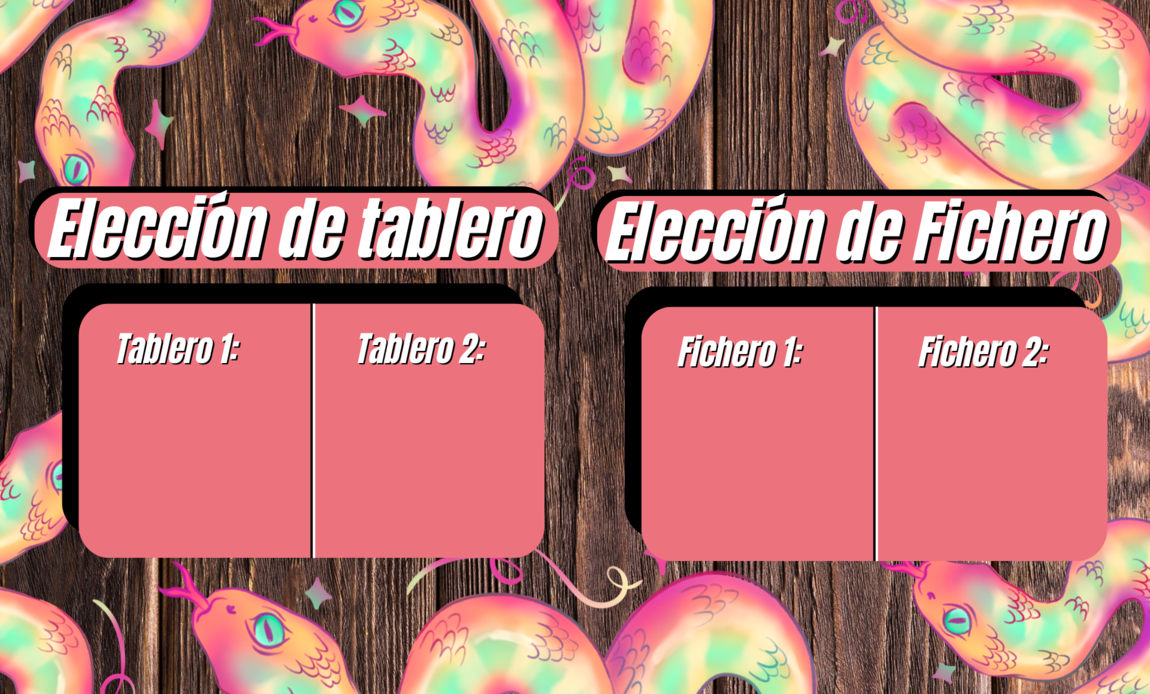 Elección de tablero
Elección de Fichero
Tablero 1:
Tablero 2:
Fichero 1:
Fichero 2: